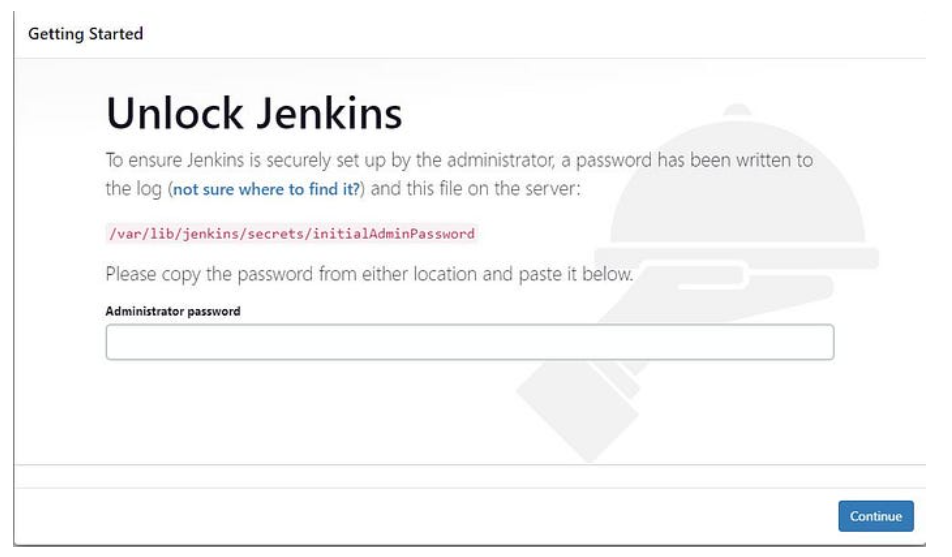 Getting Started
Unlock Jenkins
To ensure Jenkins is securely set up by the administrator, a password has been written to
the log (not sure where to find it?) and this file on the server:
/var/lib/jenkins/secrets/initialAdminPassword
Please copy the password from either location and paste it below.
Administrator password
Continue